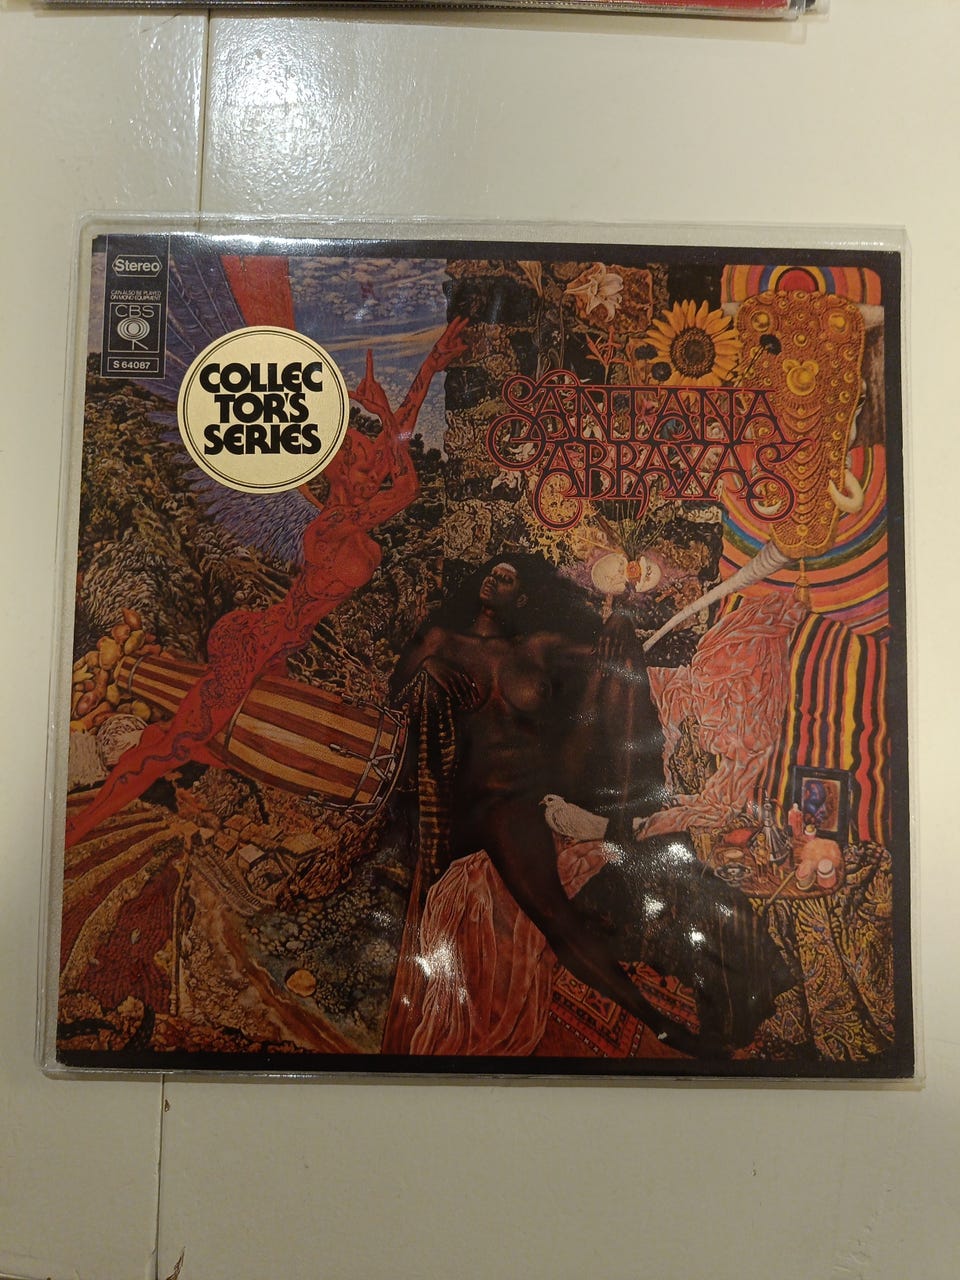 Stereo
CAN ALSO BE PLAYED
ON MONO EQUIPMENT
CBS
S 64087
COLLEC
TOR'S
SERIES
SANTANA
ABRAXAS